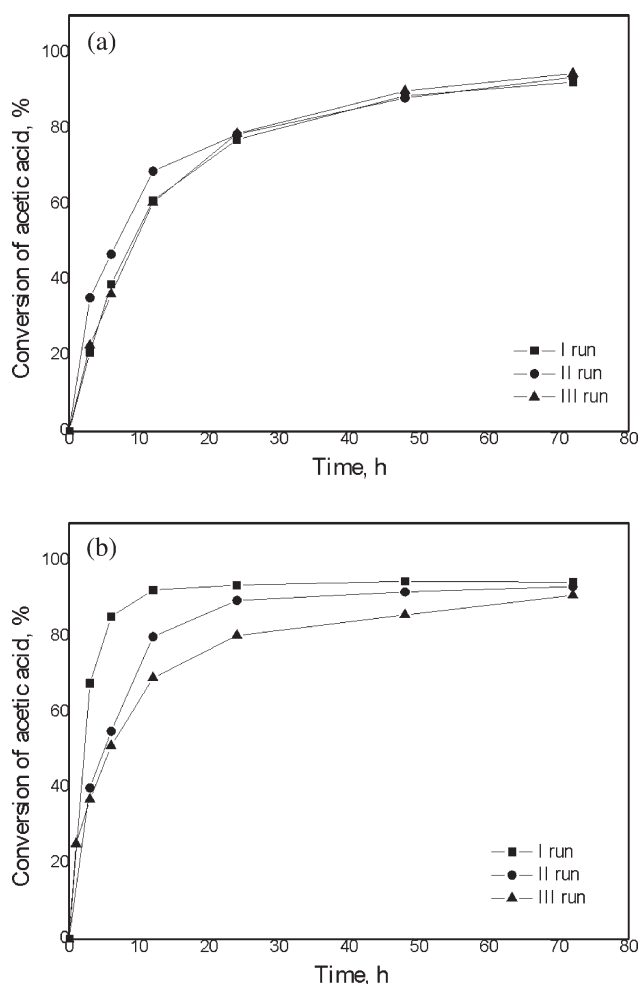 (a)
100
80
60
40
20
0
Conversion of acetic acid, %
I run
II run
III run
0 10 20 30 40 50 60 70 80
Time, h
(b)
100
80
60
40
20
0
Conversion of acetic acid, %
I run
II run
III run
0 10 20 30 40 50 60 70 80
Time, h